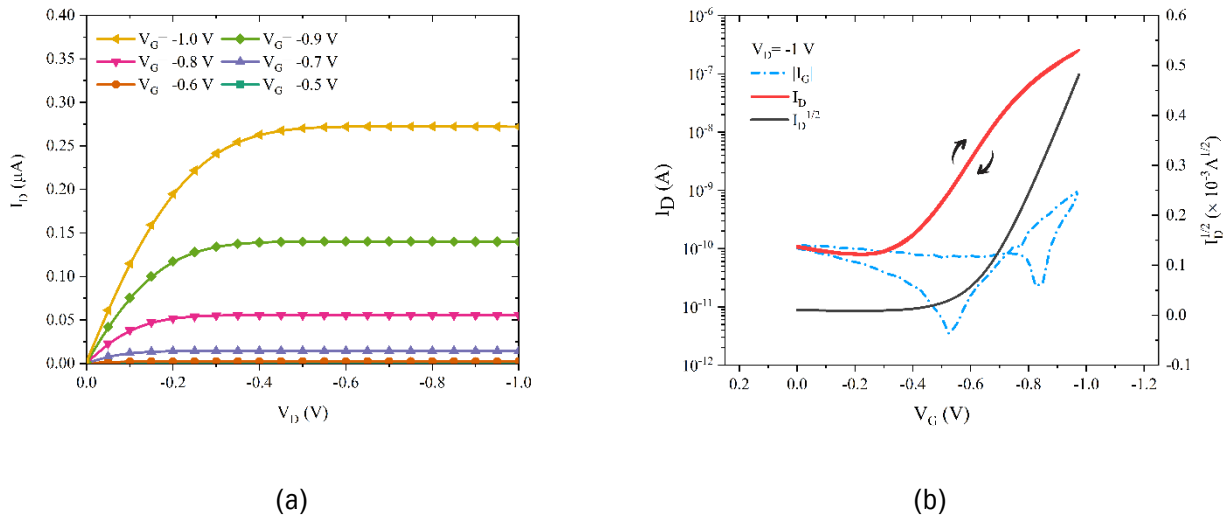 0.40
0.35
0.30
0.25
0.20
0.15
0.10
0.05
0.00
I_D (μA)
V_G= -1.0 V V_G= -0.9 V
V_G -0.8 V V_G -0.7 V
V_G -0.6 V V_G -0.5 V
0.0 -0.2 -0.4 -0.6 -0.8 -1.0
V_D (V)
(a)
10⁻⁶
10⁻⁷
10⁻⁸
10⁻⁹
10⁻¹⁰
10⁻¹¹
10⁻¹²
I_D (A)
V_D= -1 V
|I_G
I_D
I_D^1/2
0.2 0.0 -0.2 -0.4 -0.6 -0.8 -1.0 -1.2
V_G (V)
0.6
0.5
0.4
0.3
0.2
0.1
0.0
-0.1
I_D^1/2 (× 10⁻³Λ^1/2)
(b)